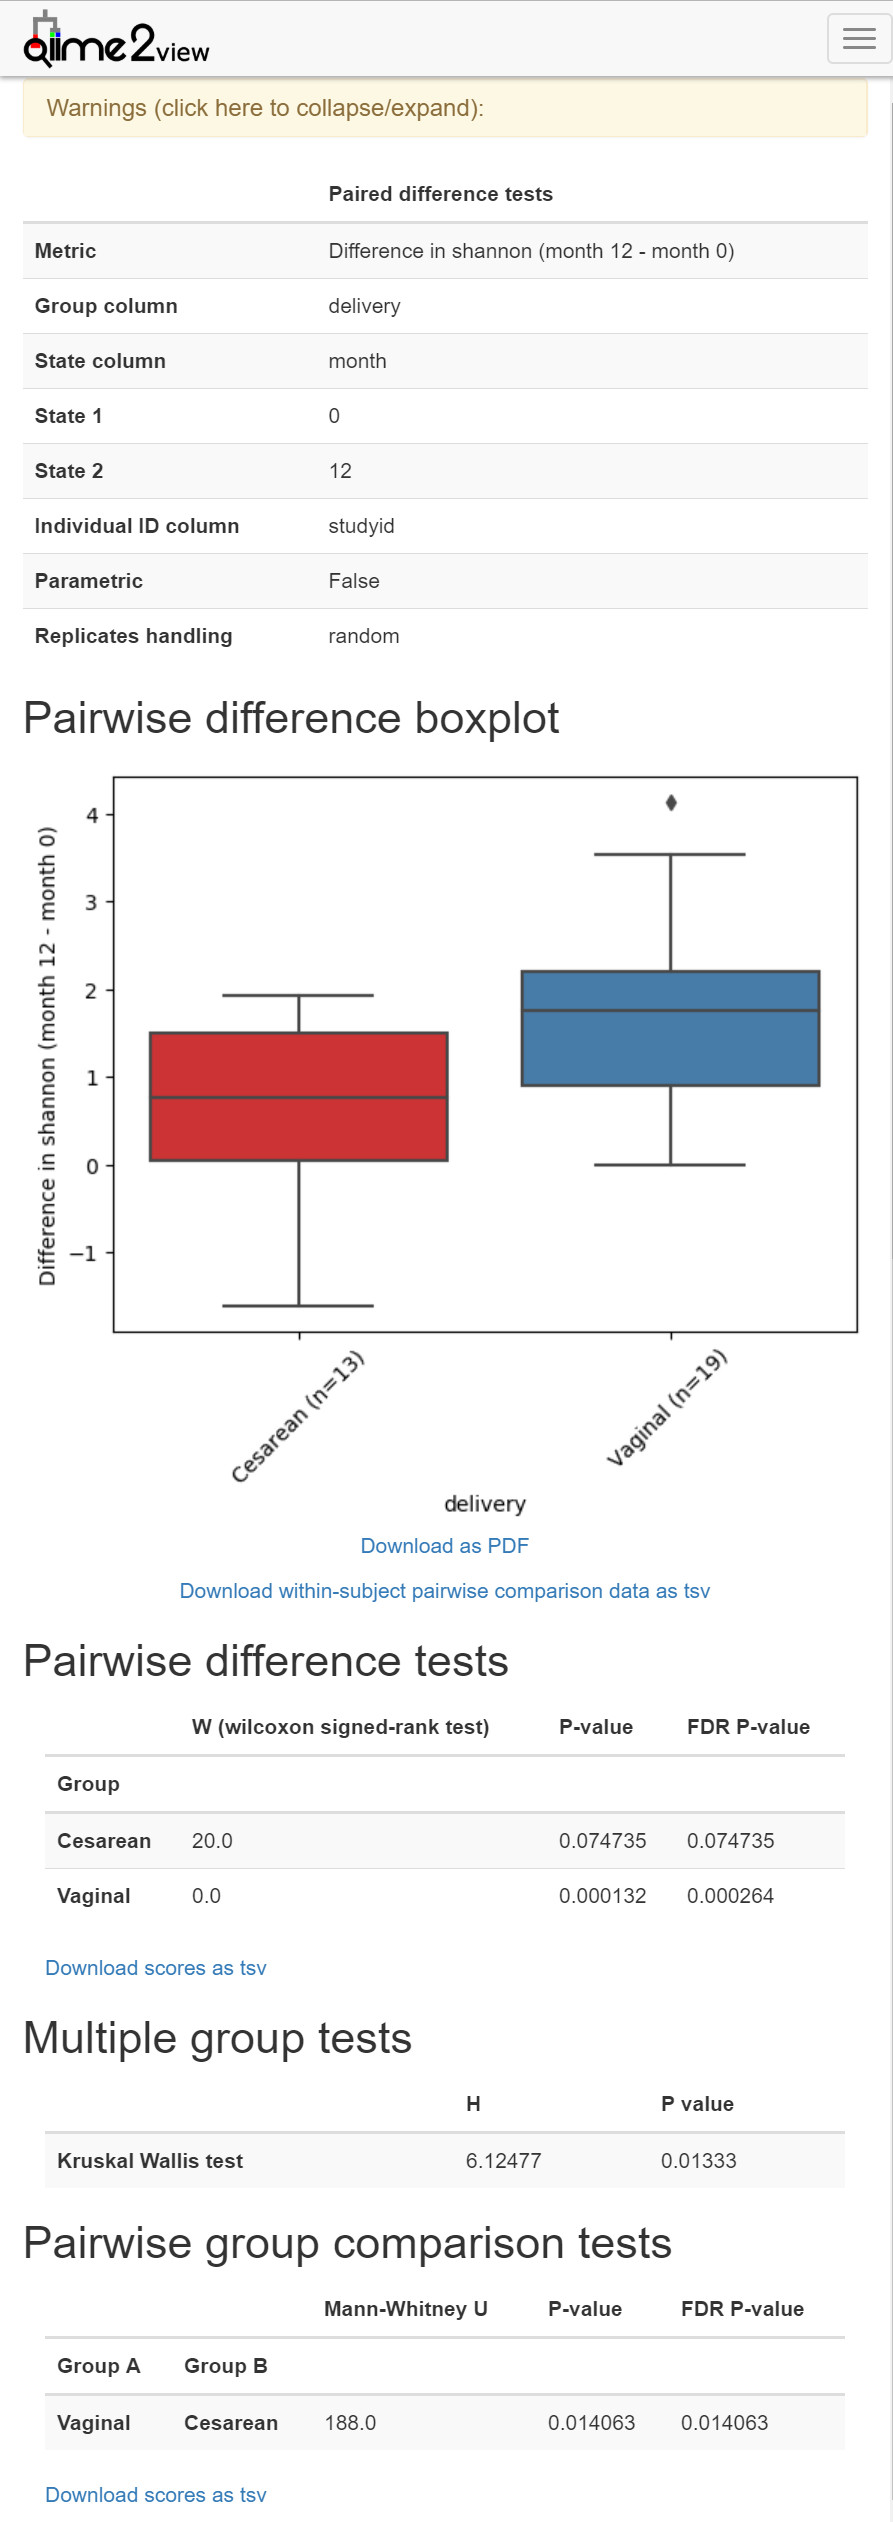 qiime2view
Warnings (click here to collapse/expand):
Paired difference tests
Metric Difference in shannon (month 12 - month 0)
Group column delivery
State column month
State 1 0
State 2 12
Individual ID column studyid
Parametric False
Replicates handling random
Pairwise difference boxplot
Difference in shannon (month 12 - month 0)
4
3
2
1
0
−1
Cesarean (n=13)
Vaginal (n=19)
delivery
Download as PDF
Download within-subject pairwise comparison data as tsv
Pairwise difference tests
W (wilcoxon signed-rank test) P-value FDR P-value
Group
Cesarean 20.0 0.074735 0.074735
Vaginal 0.0 0.000132 0.000264
Download scores as tsv
Multiple group tests
H P value
Kruskal Wallis test 6.12477 0.01333
Pairwise group comparison tests
Mann-Whitney U P-value FDR P-value
Group A Group B
Vaginal Cesarean 188.0 0.014063 0.014063
Download scores as tsv